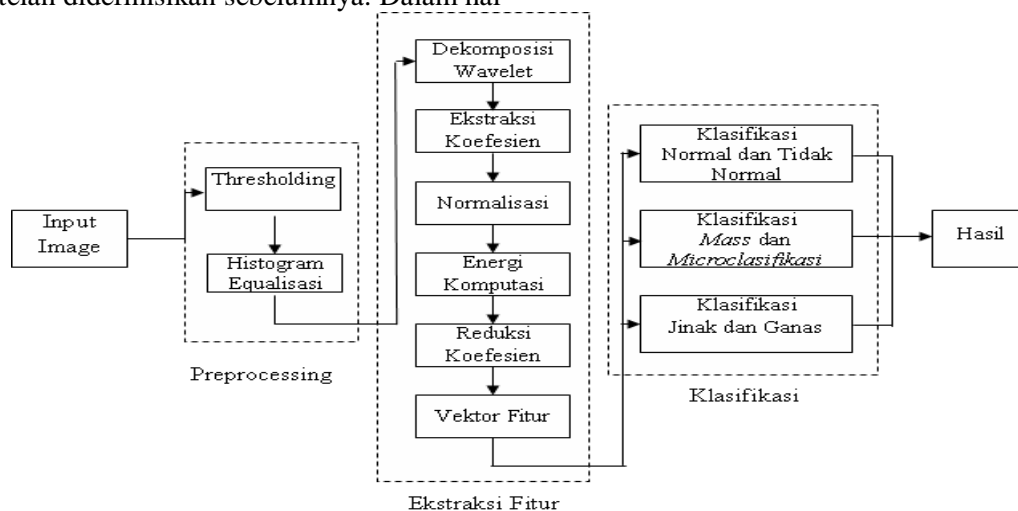 telah didefinisikan sebelumnya. Dalam hal
Input
Image
Thresholding
Histogram
Equalisasi
Preprocessing
Dekomposisi
Wavelet
Ekstraksi
Koefesien
Normalisasi
Energi
Komputasi
Reduksi
Koefesien
Vektor Fitur
Ekstraksi Fitur
Klasifikasi
Normal dan Tidak
Normal
Klasifikasi
Mass dan
Microclasifikasi
Klasifikasi
Jinak dan Ganas
Klasifikasi
Hasil